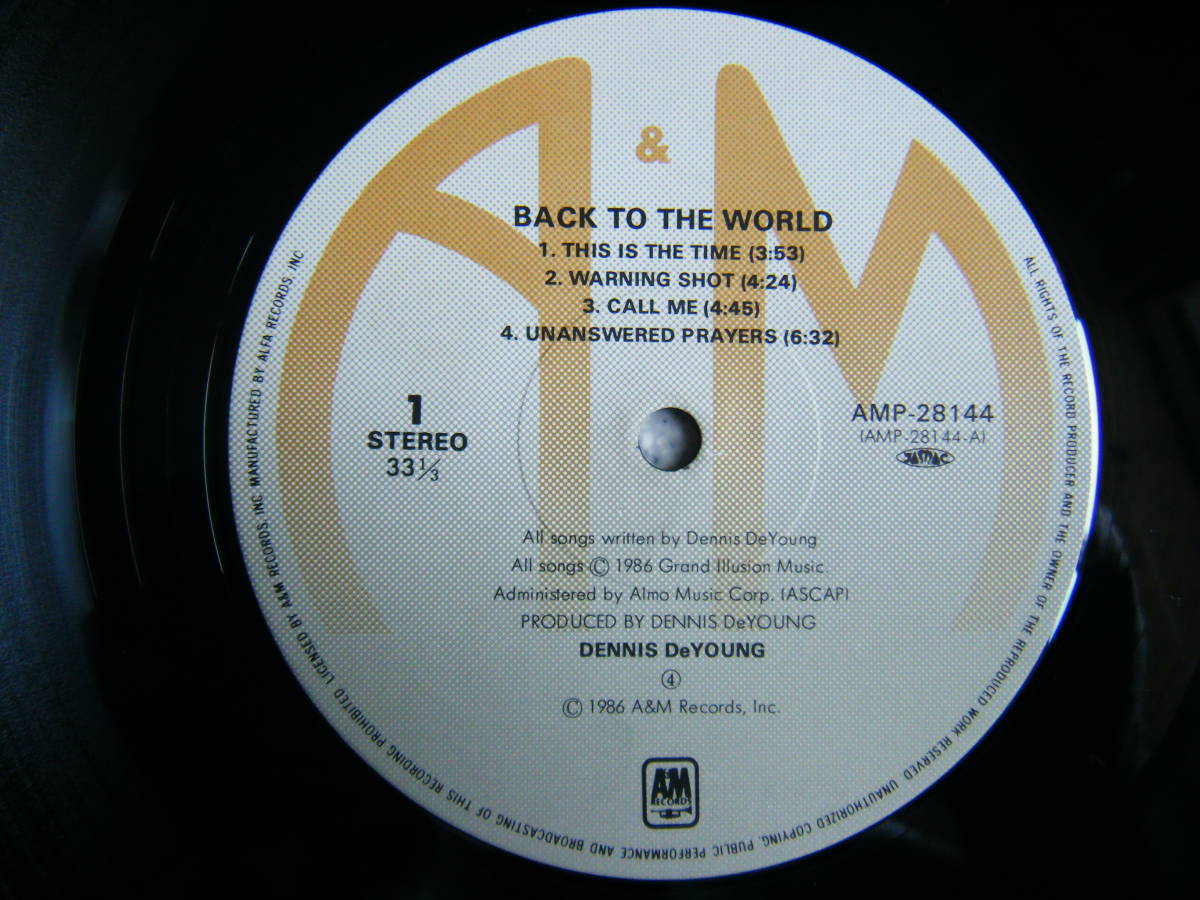 A & M
BACK TO THE WORLD
1. THIS IS THE TIME (3:53)
2. WARNING SHOT (4:24)
3. CALL ME (4:45)
4. UNANSWERED PRAYERS (6:32)
1
STEREO
33⅓
AMP-28144
(AMP-28144-A)
JASRAC
All songs written by Dennis DeYoung
All songs © 1986 Grand Illusion Music.
Administered by Almo Music Corp. (ASCAP)
PRODUCED BY DENNIS DeYOUNG
DENNIS DeYOUNG
④
© 1986 A&M Records, Inc.
A&M
RECORDS
ALL RIGHTS OF THE RECORD PRODUCER AND THE OWNER OF THE REPRODUCED WORK RESERVED. UNAUTHORIZED COPYING, PUBLIC PERFORMANCE AND BROADCASTING OF THIS RECORDING PROHIBITED LICENSED BY A&M RECORDS, INC MANUFACTURED BY ALFA RECORDS, INC